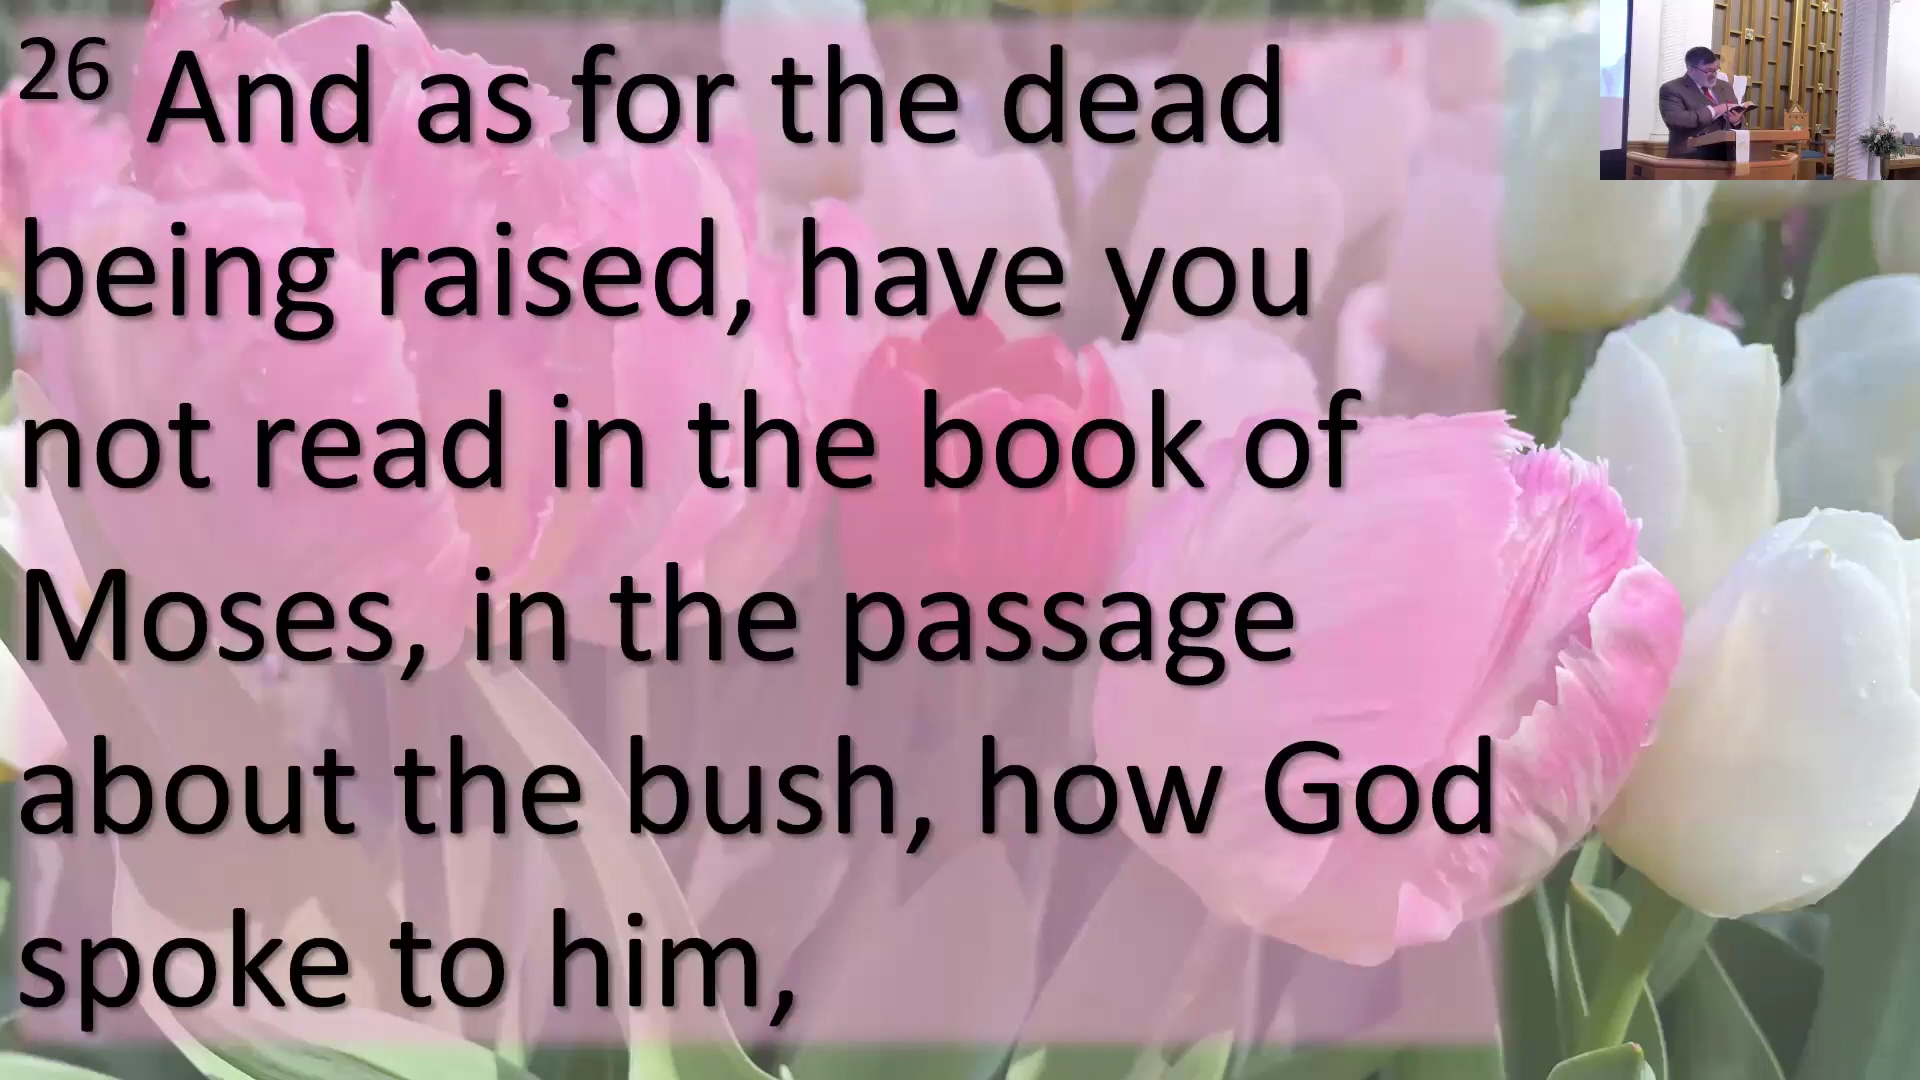 26 And as for the dead
being raised, have you
not read in the book of
Moses, in the passage
about the bush, how God
spoke to him,